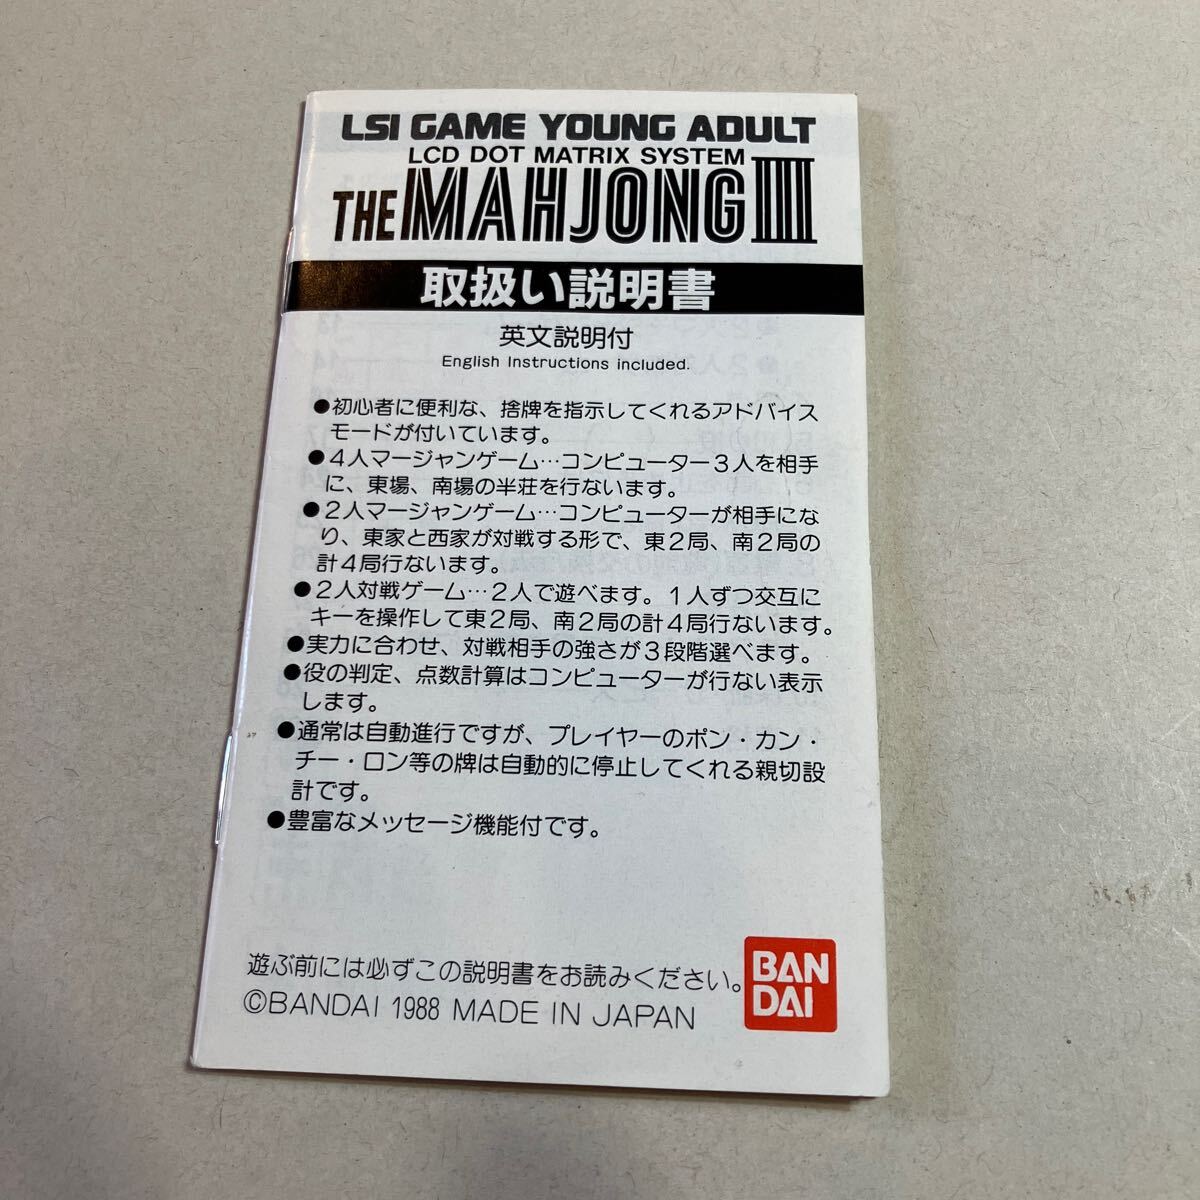 LSI GAME YOUNG ADULT
LCD DOT MATRIX SYSTEM
THE MAHJONG III
取扱い説明書
英文説明付
English Instructions included.
●初心者に便利な、捨牌を指示してくれるアドバイス
モードが付いています。
●4人マージャンゲーム…コンピューター3人を相手
に、東場、南場の半荘を行ないます。
●2人マージャンゲーム…コンピューターが相手にな
り、東家と西家が対戦する形で、東2局、南2局の
計4局行ないます。
●2人対戦ゲーム…2人で遊べます。1人ずつ交互に
キーを操作して東2局、南2局の計4局行ないます。
●実力に合わせ、対戦相手の強さが3段階選べます。
●役の判定、点数計算はコンピューターが行ない表示
します。
●通常は自動進行ですが、プレイヤーのポン・カン・
チー・ロン等の牌は自動的に停止してくれる親切設
計です。
●豊富なメッセージ機能付です。
遊ぶ前には必ずこの説明書をお読みください。
©BANDAI 1988 MADE IN JAPAN
BAN
DAI